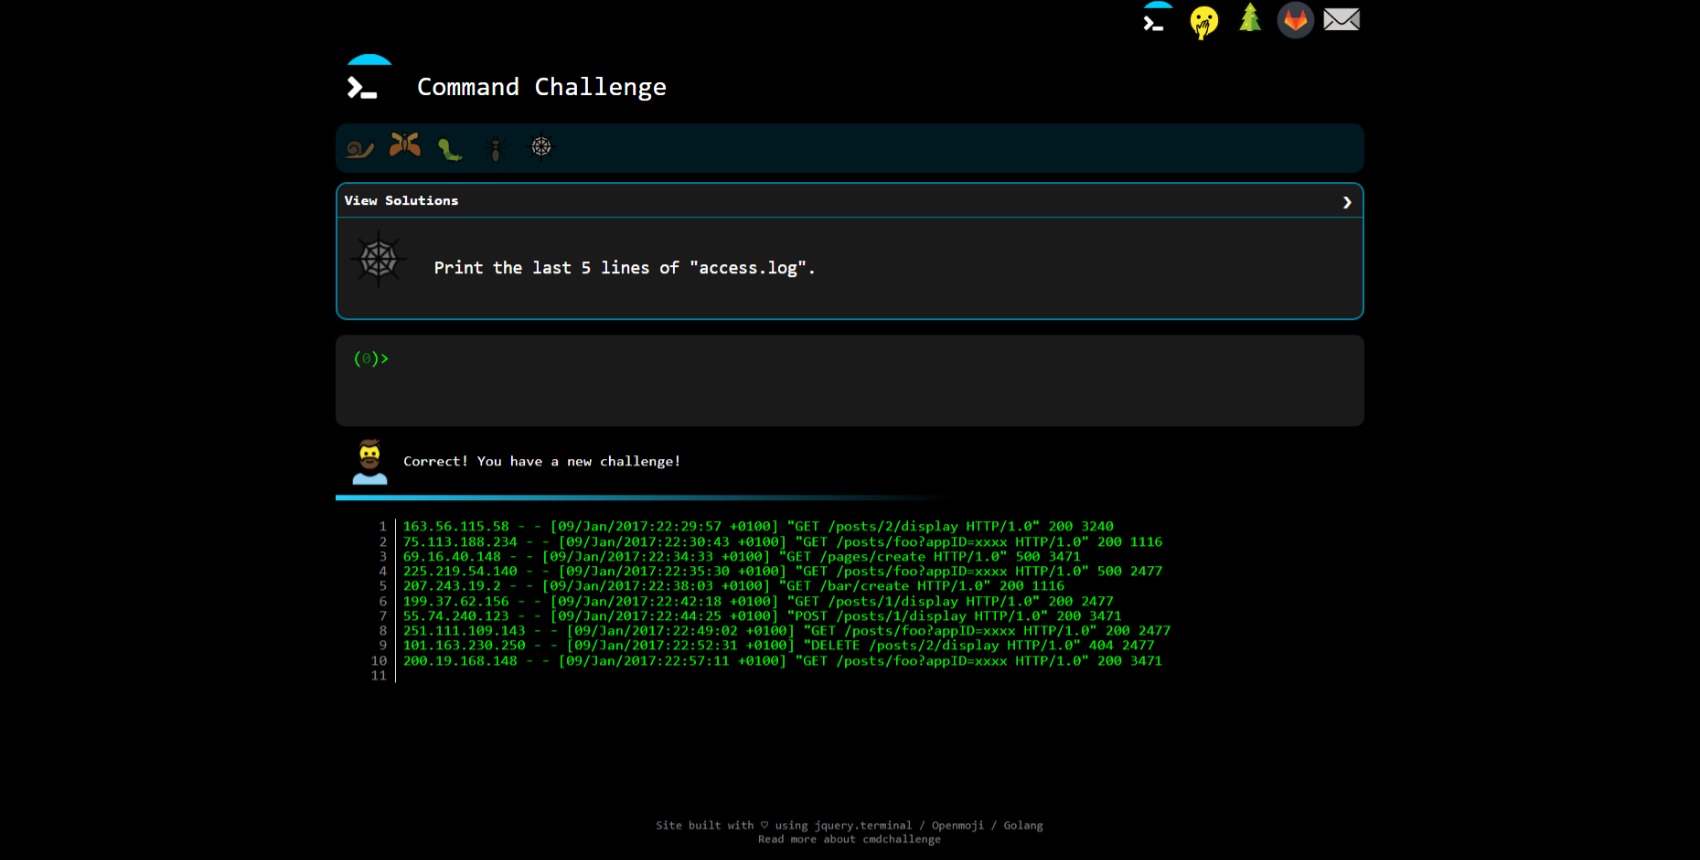 Command Challenge
View Solutions
Print the last 5 lines of "access.log".
(0)>
Correct! You have a new challenge!
1 163.56.115.58 - - [09/Jan/2017:22:29:57 +0100] "GET /posts/2/display HTTP/1.0" 200 3240
2 75.113.188.234 - - [09/Jan/2017:22:30:43 +0100] "GET /posts/foo?appID=xxxx HTTP/1.0" 200 1116
3 69.16.40.148 - - [09/Jan/2017:22:34:33 +0100] "GET /pages/create HTTP/1.0" 500 3471
4 225.219.54.140 - - [09/Jan/2017:22:35:30 +0100] "GET /posts/foo?appID=xxxx HTTP/1.0" 500 2477
5 207.243.19.2 - - [09/Jan/2017:22:38:03 +0100] "GET /bar/create HTTP/1.0" 200 1116
6 199.37.62.156 - - [09/Jan/2017:22:42:18 +0100] "GET /posts/1/display HTTP/1.0" 200 2477
7 55.74.240.123 - - [09/Jan/2017:22:44:25 +0100] "POST /posts/1/display HTTP/1.0" 200 3471
8 251.111.109.143 - - [09/Jan/2017:22:49:02 +0100] "GET /posts/foo?appID=xxxx HTTP/1.0" 200 2477
9 101.163.230.250 - - [09/Jan/2017:22:52:31 +0100] "DELETE /posts/2/display HTTP/1.0" 404 2477
10 200.19.168.148 - - [09/Jan/2017:22:57:11 +0100] "GET /posts/foo?appID=xxxx HTTP/1.0" 200 3471
11
Site built with ♡ using jquery.terminal / Openmoji / Golang
Read more about cmdchallenge